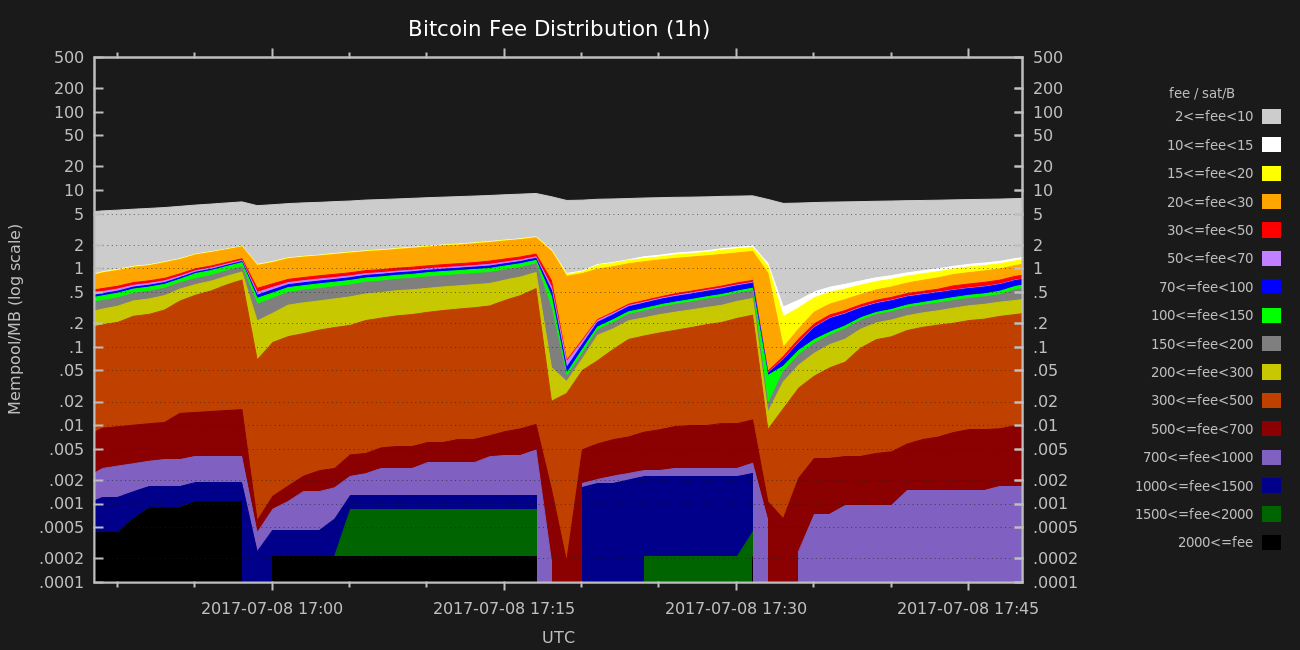 Bitcoin Fee Distribution (1h)
Mempool/MB (log scale)
500
200
100
50
20
10
5
2
1
.5
.2
.1
.05
.02
.01
.005
.002
.001
.0005
.0002
.0001
500
200
100
50
20
10
5
2
1
.5
.2
.1
.05
.02
.01
.005
.002
.001
.0005
.0002
.0001
2017-07-08 17:00
2017-07-08 17:15
2017-07-08 17:30
2017-07-08 17:45
UTC
fee / sat/B
2<=fee<10
10<=fee<15
15<=fee<20
20<=fee<30
30<=fee<50
50<=fee<70
70<=fee<100
100<=fee<150
150<=fee<200
200<=fee<300
300<=fee<500
500<=fee<700
700<=fee<1000
1000<=fee<1500
1500<=fee<2000
2000<=fee